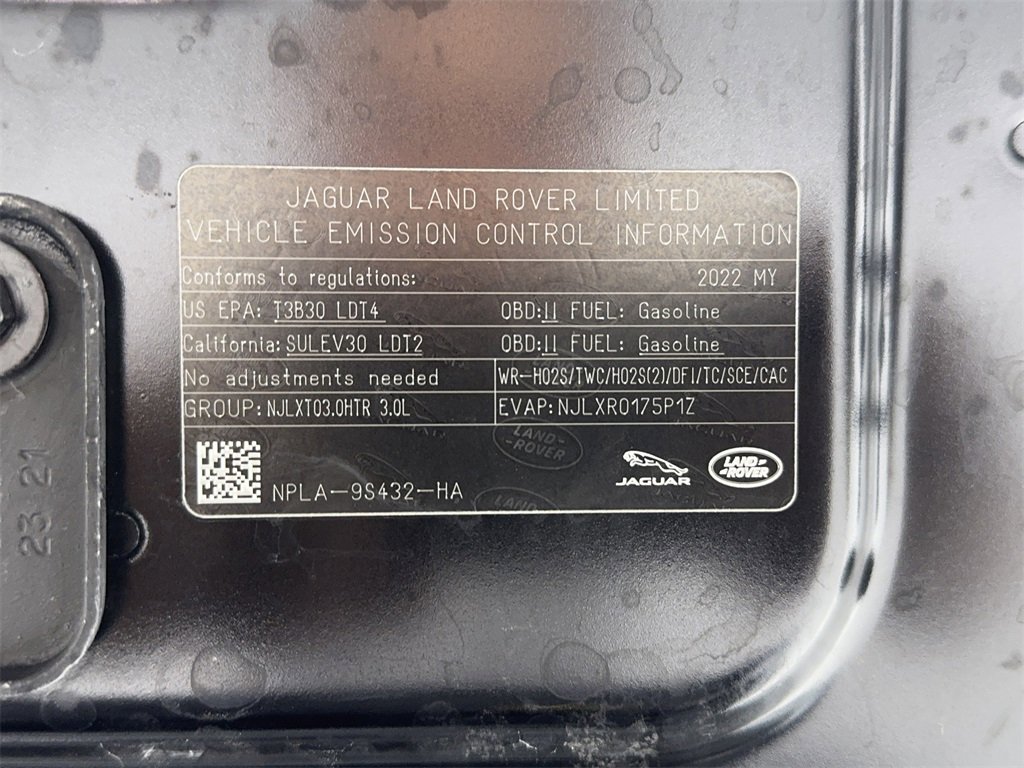 JAGUAR LAND ROVER LIMITED
VEHICLE EMISSION CONTROL INFORMATION
Conforms to regulations: 2022 MY
US EPA: T3B30 LDT4 OBD:II FUEL: Gasoline
California: SULEV30 LDT2 OBD:II FUEL: Gasoline
No adjustments needed WR-HO2S/TWC/HO2S(2)/DFI/TC/SCE/CAC
GROUP: NJLXT03.0HTR 3.0L EVAP: NJLXR0175P1Z
LAND-
-ROVER
JAGUAR
LAND-
-ROVER
NPLA-9S432-HA
23 21